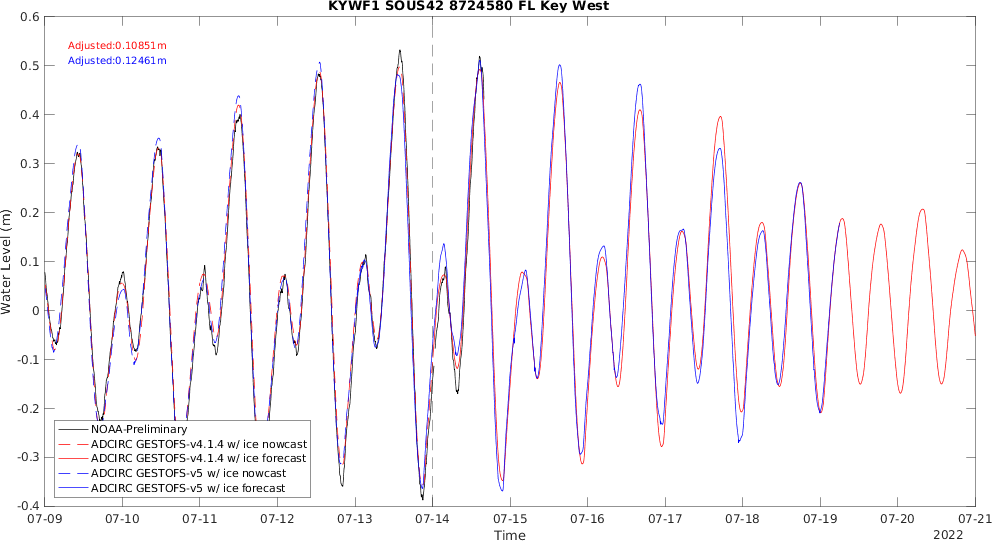 KYWF1 SOUS42 8724580 FL Key West
Adjusted:0.10851m
Adjusted:0.12461m
0.6
0.5
0.4
0.3
0.2
0.1
0
-0.1
-0.2
-0.3
-0.4
Water Level (m)
NOAA-Preliminary
ADCIRC GESTOFS-v4.1.4 w/ ice nowcast
ADCIRC GESTOFS-v4.1.4 w/ ice forecast
ADCIRC GESTOFS-v5 w/ ice nowcast
ADCIRC GESTOFS-v5 w/ ice forecast
07-09 07-10 07-11 07-12 07-13 07-14 07-15 07-16 07-17 07-18 07-19 07-20 07-21
Time
2022